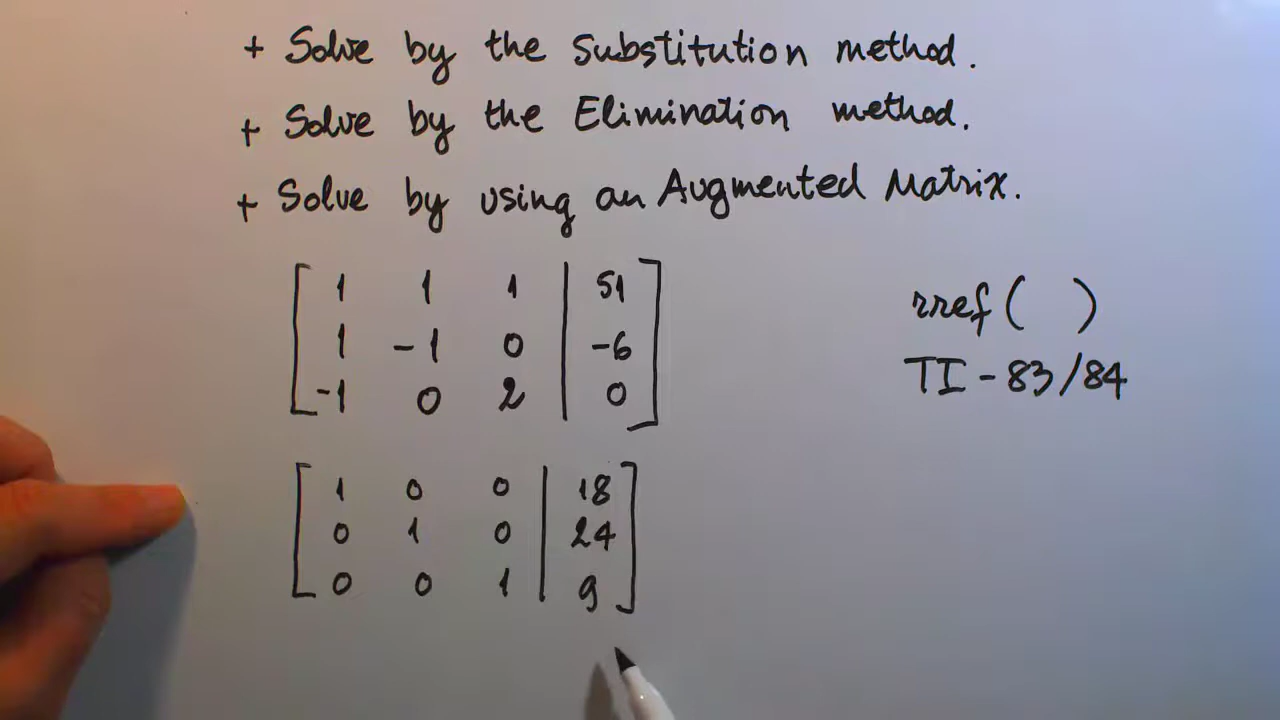 + Solve by the Substitution method.
+ Solve by the Elimination method.
+ Solve by using an Augmented Matrix.
1 1 1 | 51
1 -1 0 | -6
-1 0 2 | 0
rref( )
TI-83/84
1 0 0 | 18
0 1 0 | 24
0 0 1 | 9